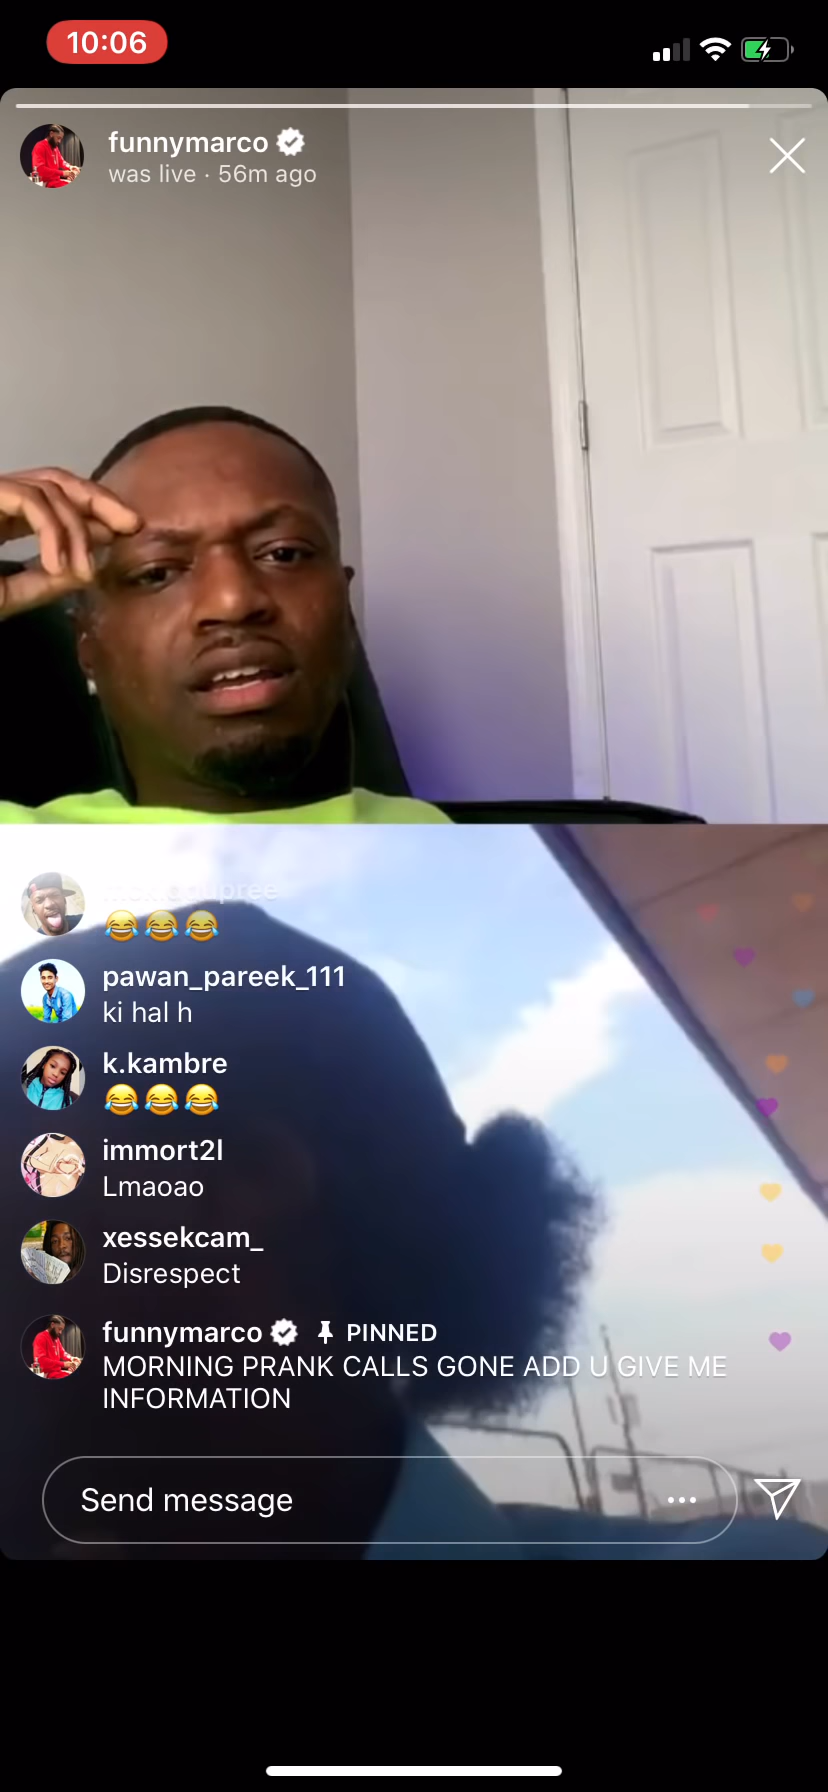 10:06
funnymarco
was live · 56m ago
😂😂😂
pawan_pareek_111
ki hal h
k.kambre
😂😂😂
immort2l
Lmaoao
xessekcam_
Disrespect
funnymarco PINNED
MORNING PRANK CALLS GONE ADD U GIVE ME
INFORMATION
Send message